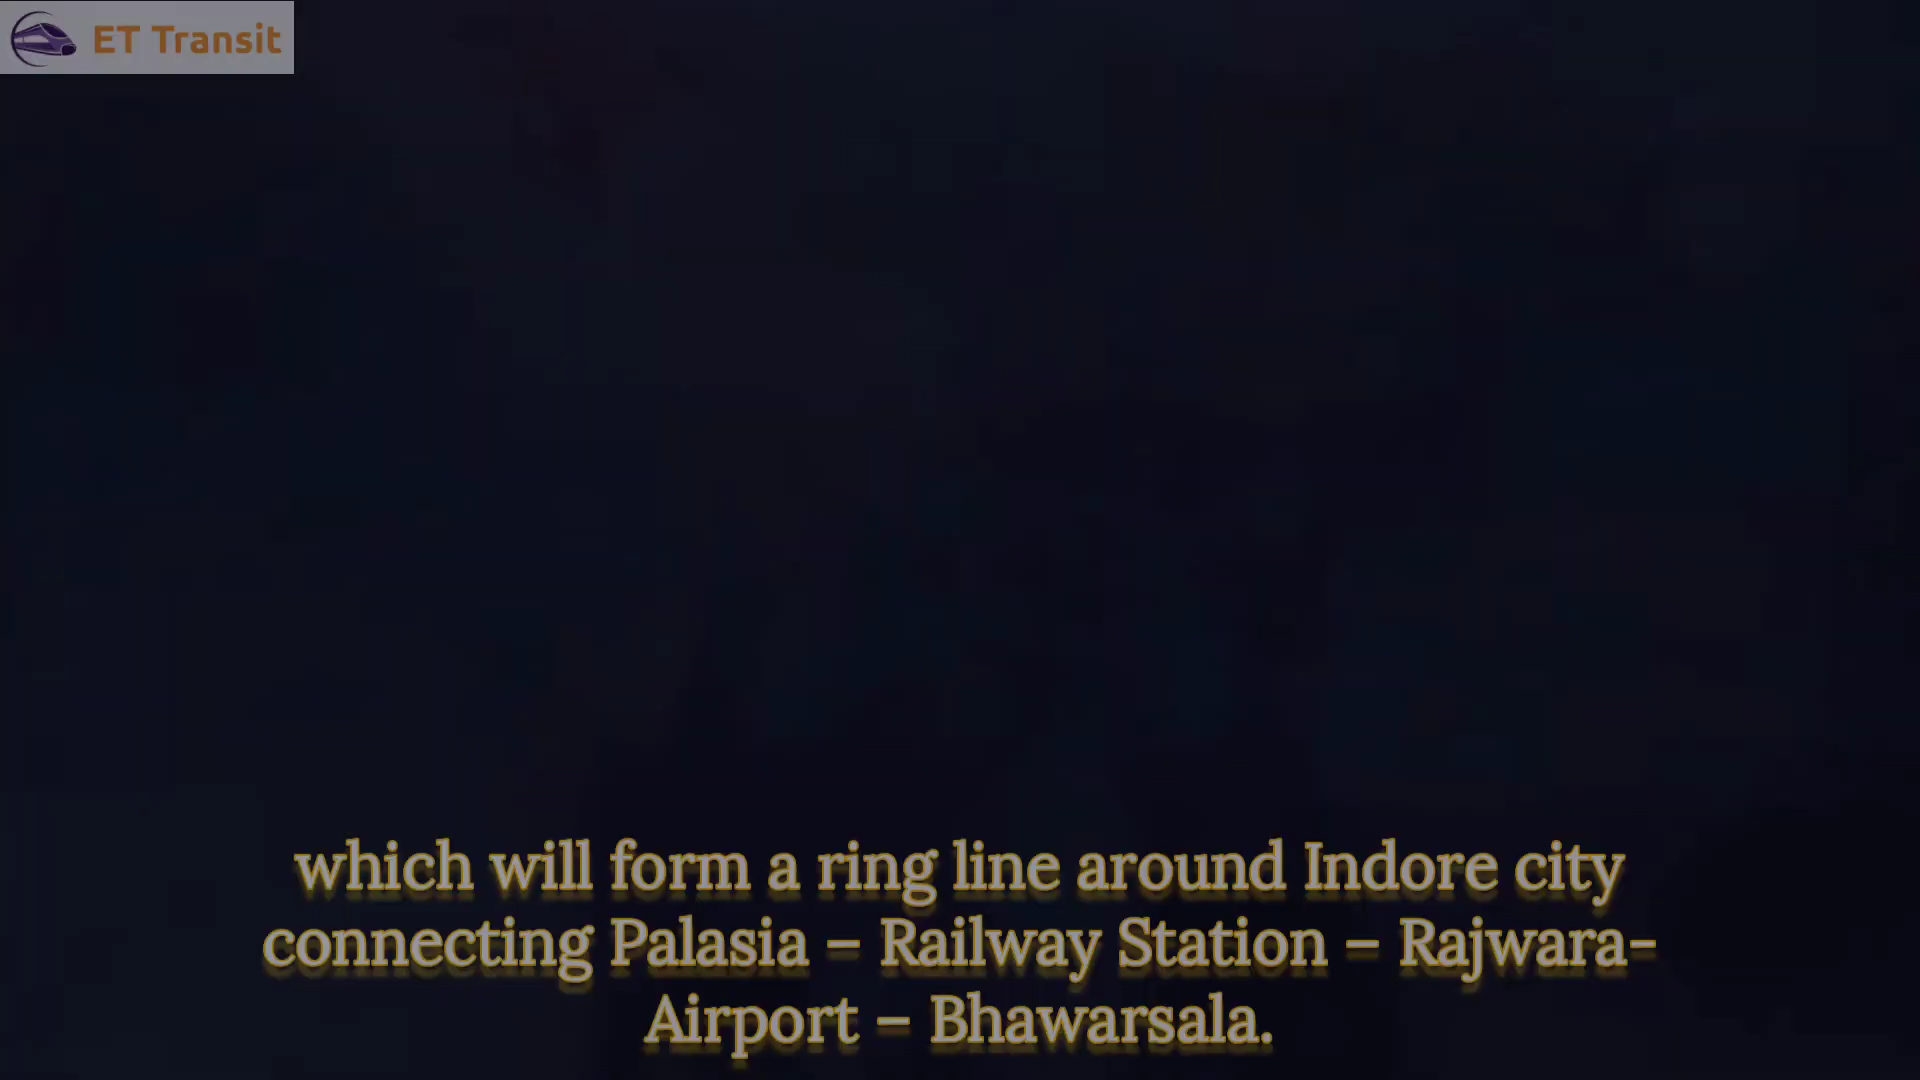 ET Transit
which will form a ring line around Indore city
connecting Palasia – Railway Station – Rajwara-
Airport – Bhawarsala.